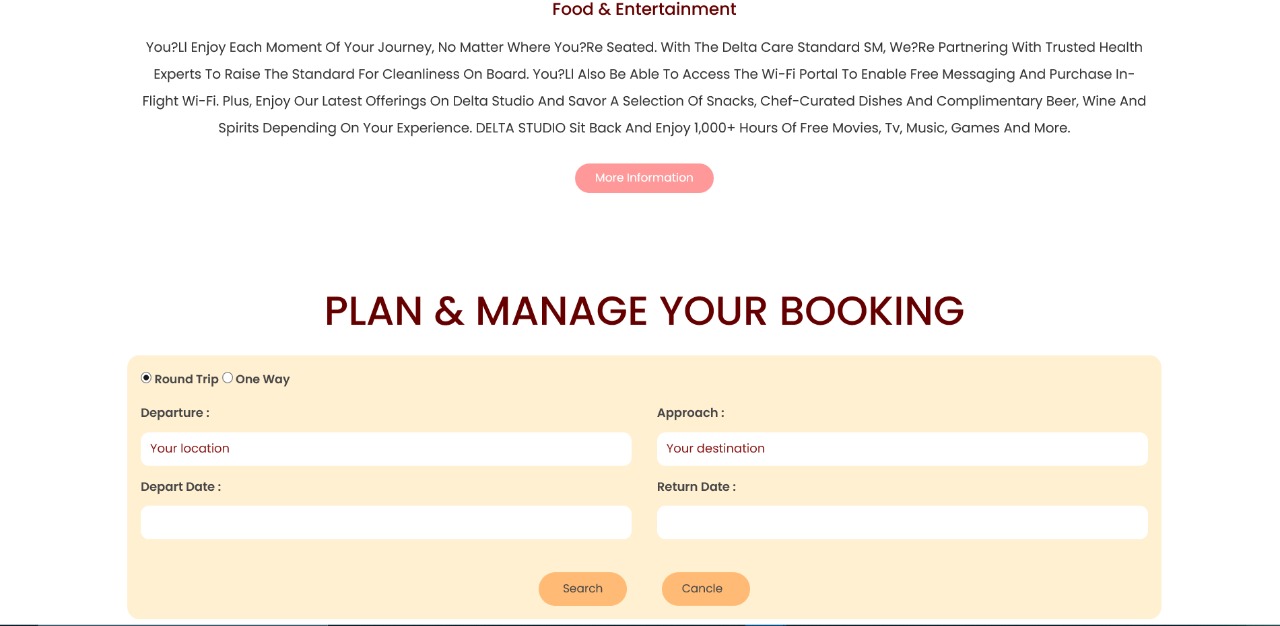 Food & Entertainment
You?Ll Enjoy Each Moment Of Your Journey, No Matter Where You?Re Seated. With The Delta Care Standard SM, We?Re Partnering With Trusted Health
Experts To Raise The Standard For Cleanliness On Board. You?Ll Also Be Able To Access The Wi-Fi Portal To Enable Free Messaging And Purchase In-
Flight Wi-Fi. Plus, Enjoy Our Latest Offerings On Delta Studio And Savor A Selection Of Snacks, Chef-Curated Dishes And Complimentary Beer, Wine And
Spirits Depending On Your Experience. DELTA STUDIO Sit Back And Enjoy 1,000+ Hours Of Free Movies, Tv, Music, Games And More.
More Information
PLAN & MANAGE YOUR BOOKING
Round Trip One Way
Departure : Approach :
Your location Your destination
Depart Date : Return Date :
Search Cancle